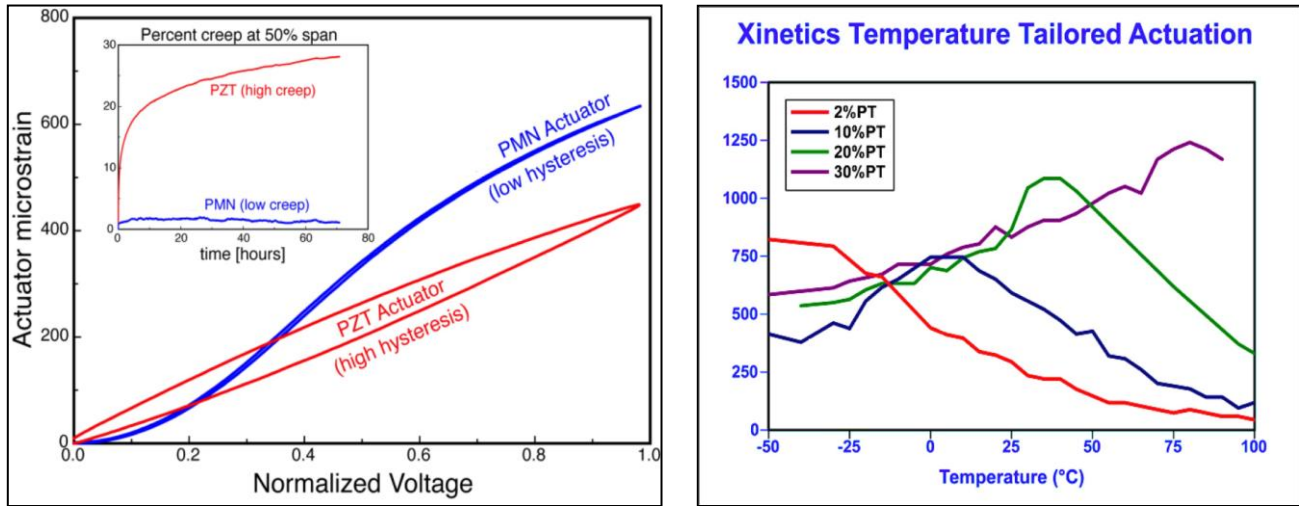 800
600
400
200
0
Actuator microstrain
Percent creep at 50% span
30
20
10
0
PZT (high creep)
PMN (low creep)
0 20 40 60 80
time [hours]
PMN Actuator
(low hysteresis)
PZT Actuator
(high hysteresis)
0.0 0.2 0.4 0.6 0.8 1.0
Normalized Voltage
Xinetics Temperature Tailored Actuation
1500
1250
1000
750
500
250
0
2%PT
10%PT
20%PT
30%PT
-50 -25 0 25 50 75 100
Temperature (°C)